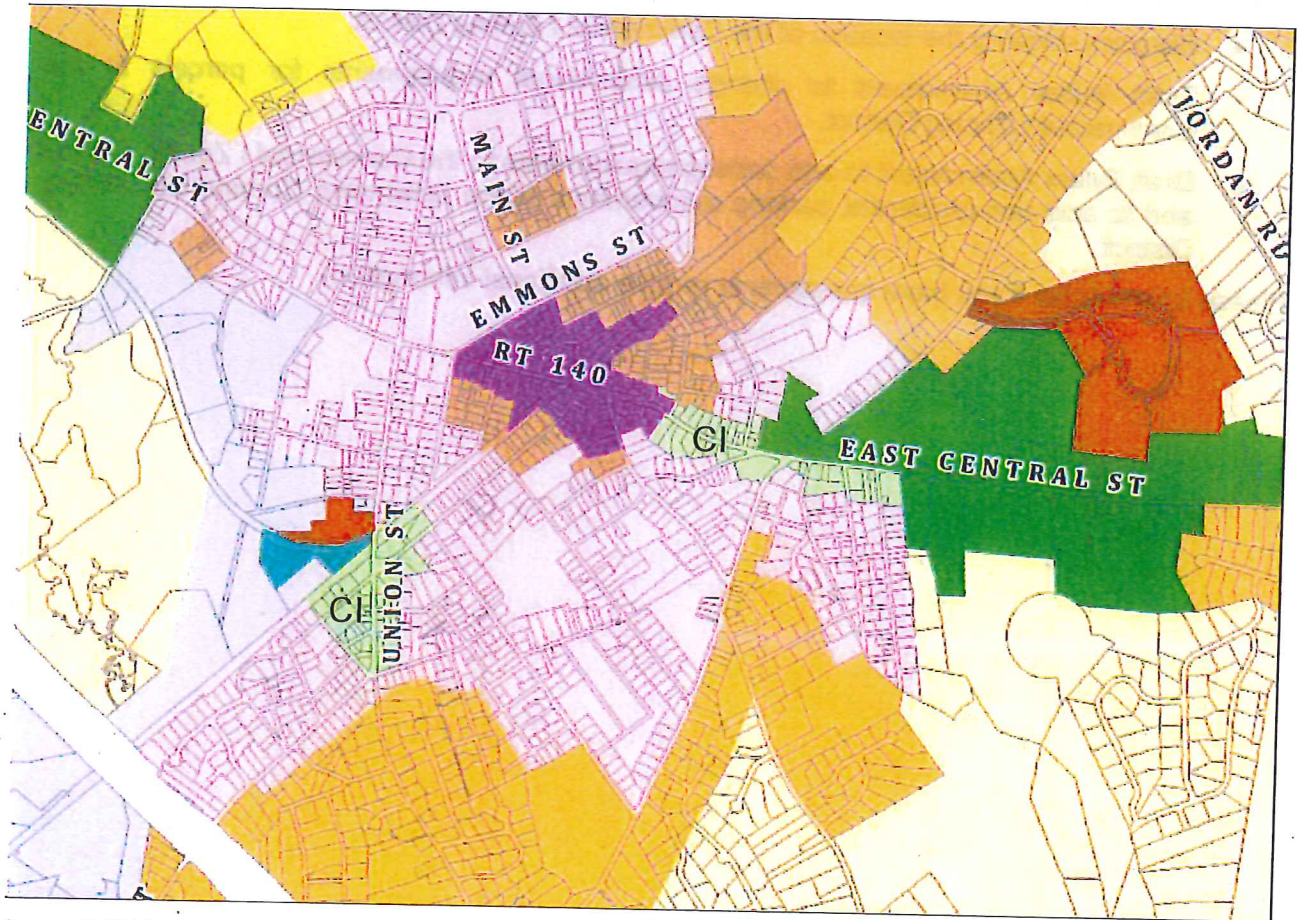 ENTRAL ST
MAIN ST
JORDAN RD
EMMONS ST
RT 140
CI
EAST CENTRAL ST
UNION ST
CI